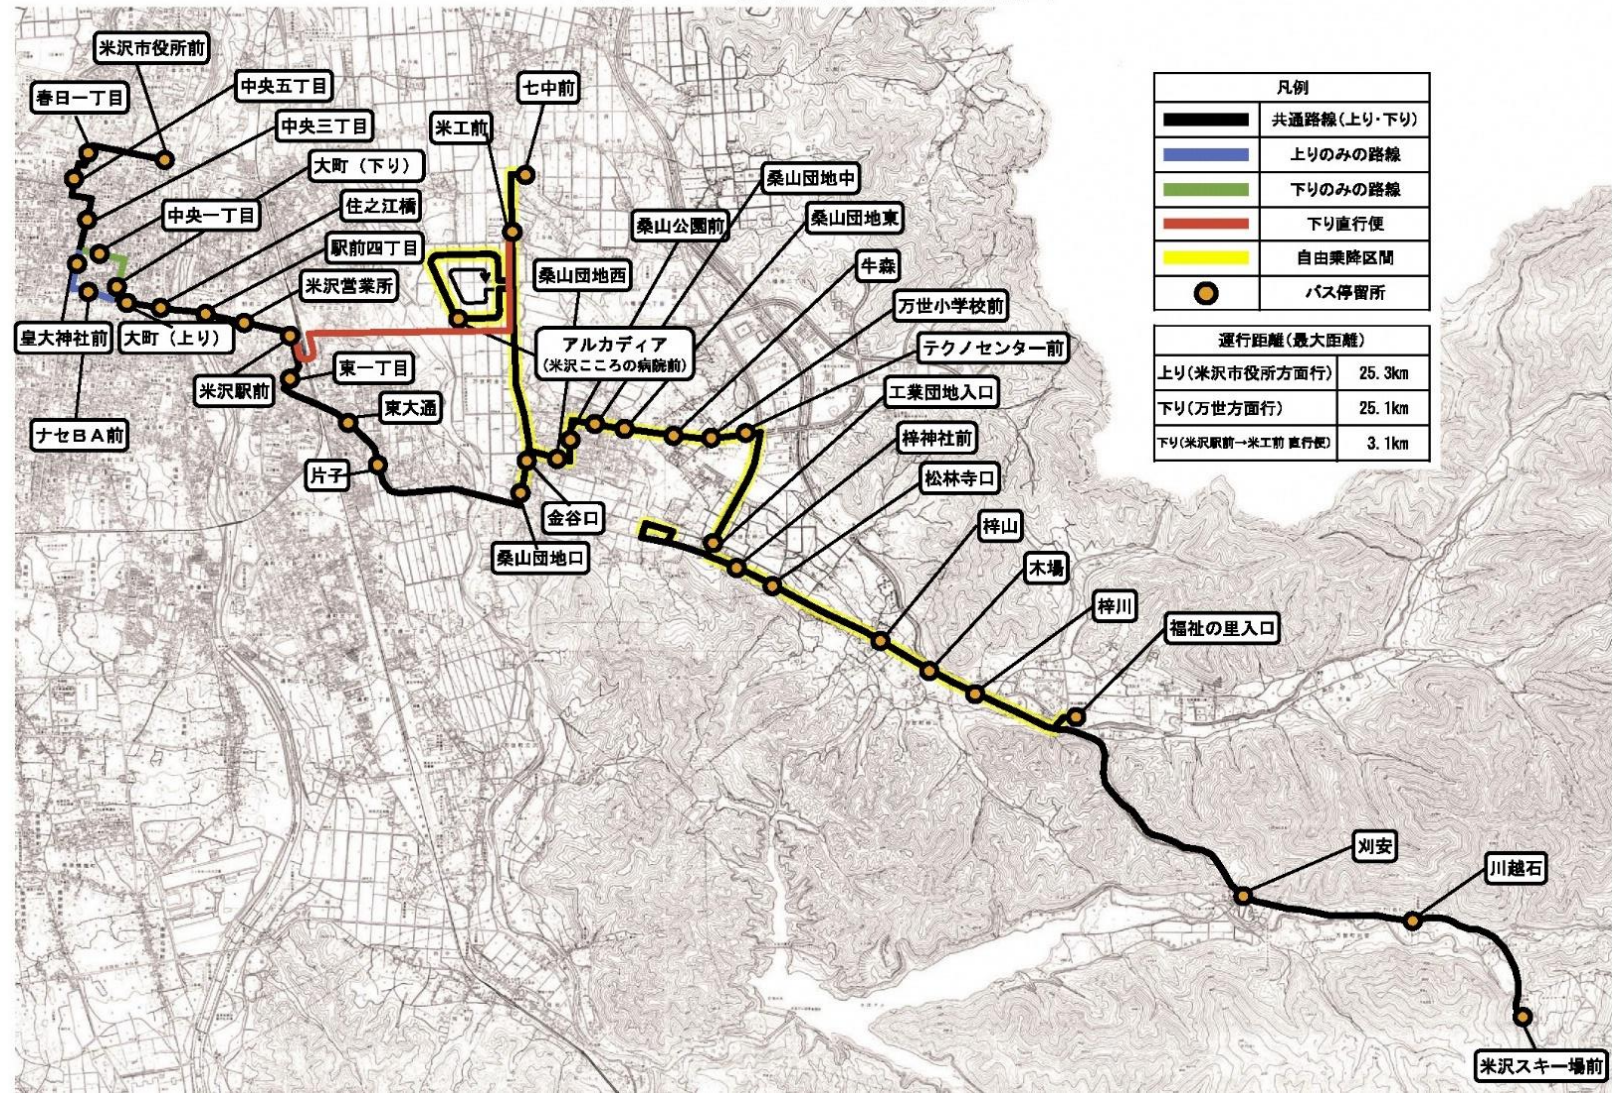 米沢市役所前
春日一丁目
中央五丁目
中央三丁目
大町（下り）
中央一丁目
住之江橋
駅前四丁目
米沢営業所
皇大神社前
大町（上り）
ナセＢＡ前
米沢駅前
東一丁目
東大通
片子
米工前
七中前
アルカディア
（米沢こころの病院前）
桑山団地西
桑山公園前
桑山団地中
桑山団地東
牛森
万世小学校前
テクノセンター前
工業団地入口
梓神社前
松林寺口
金谷口
桑山団地口
梓山
木場
梓川
福祉の里入口
刈安
川越石
米沢スキー場前
凡例
共通路線（上り・下り）
上りのみの路線
下りのみの路線
下り直行便
自由乗降区間
バス停留所
運行距離（最大距離）
上り（米沢市役所方面行） 25.3km
下り（万世方面行） 25.1km
下り（米沢駅前→米工前 直行便） 3.1km